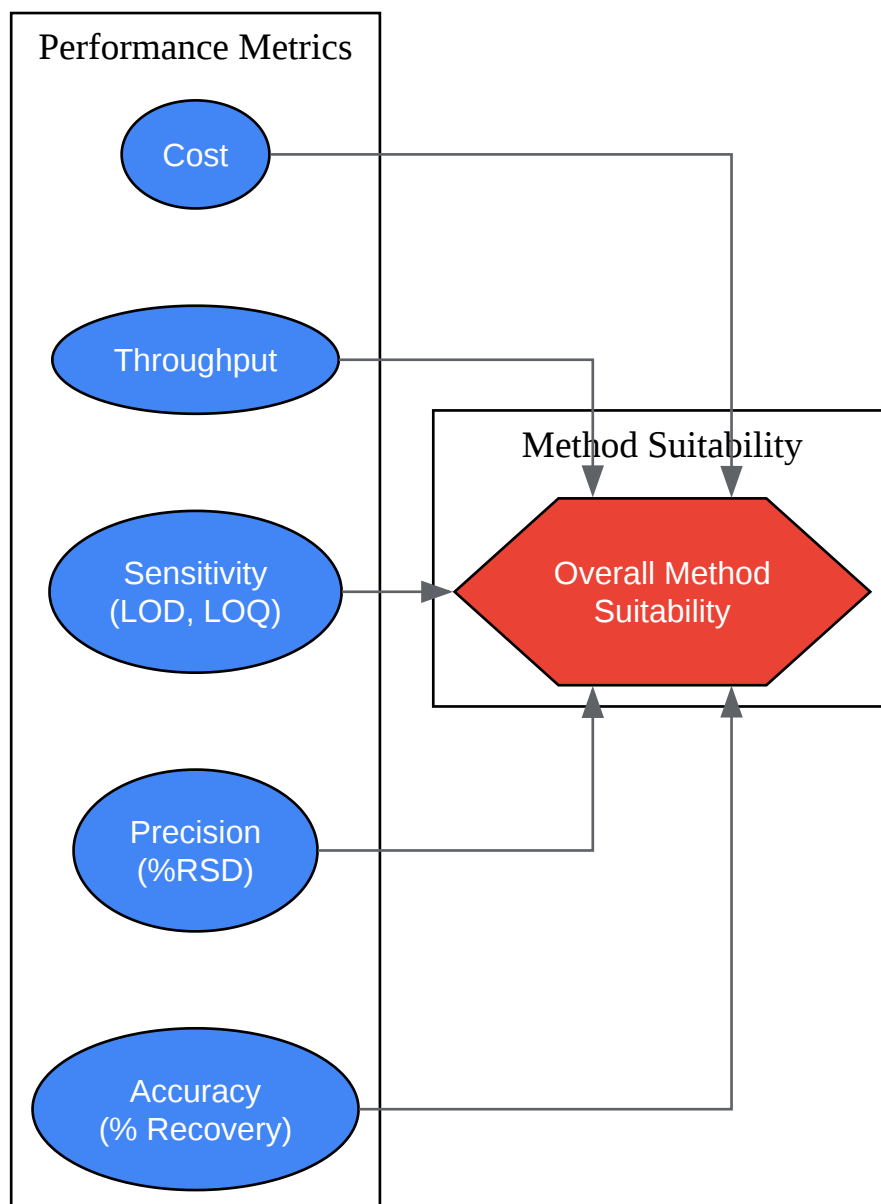 Performance Metrics
Cost
Throughput
Method Suitability
Sensitivity
(LOD, LOQ)
Overall Method
Suitability
Precision
(%RSD)
Accuracy
(% Recovery)